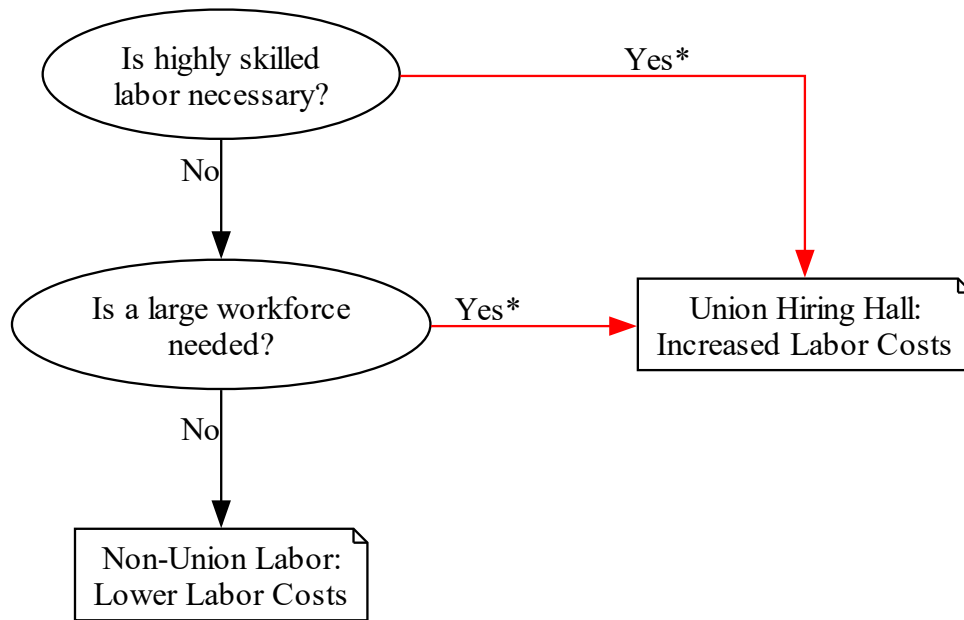 Is highly skilled
labor necessary?
Yes*
No
Is a large workforce
needed?
Yes*
Union Hiring Hall:
Increased Labor Costs
No
Non-Union Labor:
Lower Labor Costs